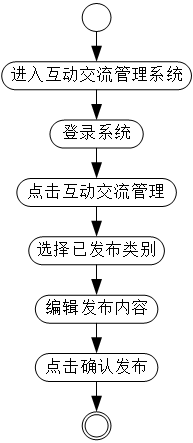 进入互动交流管理系统
登录系统
点击互动交流管理
选择已发布类别
编辑发布内容
点击确认发布